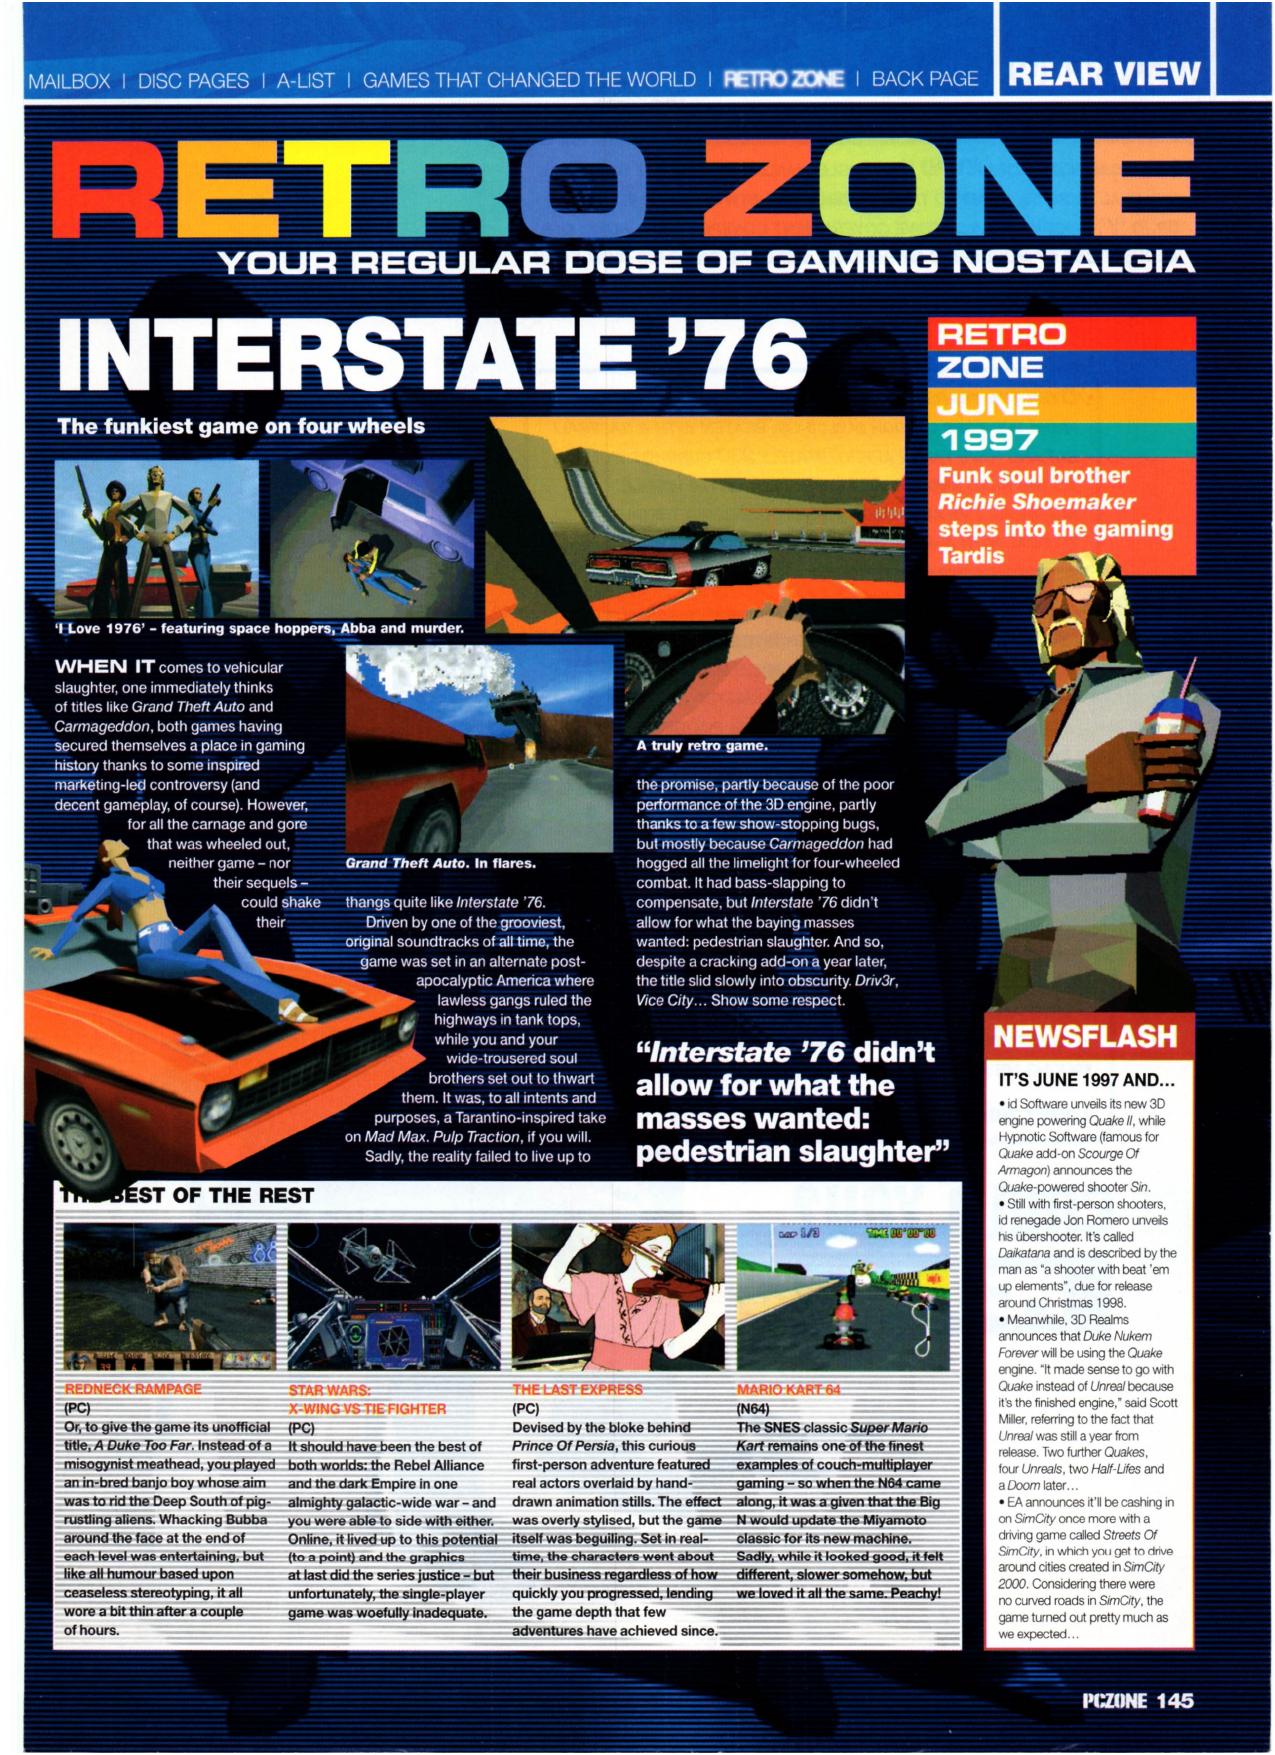 MAILBOX | DISC PAGES | A-LIST | GAMES THAT CHANGED THE WORLD | RETRO ZONE | BACK PAGE
REAR VIEW
RETRO ZONE
YOUR REGULAR DOSE OF GAMING NOSTALGIA
INTERSTATE '76
The funkiest game on four wheels
RETRO
ZONE
JUNE
1997
Funk soul brother
Richie Shoemaker
steps into the gaming
Tardis
'I Love 1976' – featuring space hoppers, Abba and murder.
WHEN IT comes to vehicular
slaughter, one immediately thinks
of titles like Grand Theft Auto and
Carmageddon, both games having
secured themselves a place in gaming
history thanks to some inspired
marketing-led controversy (and
decent gameplay, of course). However,
for all the carnage and gore
that was wheeled out,
neither game – nor
their sequels –
could shake
their
Grand Theft Auto. In flares.
thangs quite like Interstate '76.
Driven by one of the grooviest,
original soundtracks of all time, the
game was set in an alternate post-
apocalyptic America where
lawless gangs ruled the
highways in tank tops,
while you and your
wide-trousered soul
brothers set out to thwart
them. It was, to all intents and
purposes, a Tarantino-inspired take
on Mad Max. Pulp Traction, if you will.
Sadly, the reality failed to live up to
A truly retro game.
the promise, partly because of the poor
performance of the 3D engine, partly
thanks to a few show-stopping bugs,
but mostly because Carmageddon had
hogged all the limelight for four-wheeled
combat. It had bass-slapping to
compensate, but Interstate '76 didn't
allow for what the baying masses
wanted: pedestrian slaughter. And so,
despite a cracking add-on a year later,
the title slid slowly into obscurity. Driv3r,
Vice City... Show some respect.
"Interstate '76 didn't
allow for what the
masses wanted:
pedestrian slaughter"
NEWSFLASH
IT'S JUNE 1997 AND...
• id Software unveils its new 3D
engine powering Quake II, while
Hypnotic Software (famous for
Quake add-on Scourge Of
Armagon) announces the
Quake-powered shooter Sin.
• Still with first-person shooters,
id renegade Jon Romero unveils
his übershooter. It's called
Daikatana and is described by the
man as "a shooter with beat 'em
up elements", due for release
around Christmas 1998.
• Meanwhile, 3D Realms
announces that Duke Nukem
Forever will be using the Quake
engine. "It made sense to go with
Quake instead of Unreal because
it's the finished engine," said Scott
Miller, referring to the fact that
Unreal was still a year from
release. Two further Quakes,
four Unreals, two Half-Lifes and
a Doom later...
• EA announces it'll be cashing in
on SimCity once more with a
driving game called Streets Of
SimCity, in which you get to drive
around cities created in SimCity
2000. Considering there were
no curved roads in SimCity, the
game turned out pretty much as
we expected...
THE BEST OF THE REST
LAP 1/3 TIME 00'00"00
REDNECK RAMPAGE
(PC)
Or, to give the game its unofficial
title, A Duke Too Far. Instead of a
misogynist meathead, you played
an in-bred banjo boy whose aim
was to rid the Deep South of pig-
rustling aliens. Whacking Bubba
around the face at the end of
each level was entertaining, but
like all humour based upon
ceaseless stereotyping, it all
wore a bit thin after a couple
of hours.
STAR WARS:
X-WING VS TIE FIGHTER
(PC)
It should have been the best of
both worlds: the Rebel Alliance
and the dark Empire in one
almighty galactic-wide war – and
you were able to side with either.
Online, it lived up to this potential
(to a point) and the graphics
at last did the series justice – but
unfortunately, the single-player
game was woefully inadequate.
THE LAST EXPRESS
(PC)
Devised by the bloke behind
Prince Of Persia, this curious
first-person adventure featured
real actors overlaid by hand-
drawn animation stills. The effect
was overly stylised, but the game
itself was beguiling. Set in real-
time, the characters went about
their business regardless of how
quickly you progressed, lending
the game depth that few
adventures have achieved since.
MARIO KART 64
(N64)
The SNES classic Super Mario
Kart remains one of the finest
examples of couch-multiplayer
gaming – so when the N64 came
along, it was a given that the Big
N would update the Miyamoto
classic for its new machine.
Sadly, while it looked good, it felt
different, slower somehow, but
we loved it all the same. Peachy!
PCZONE 145